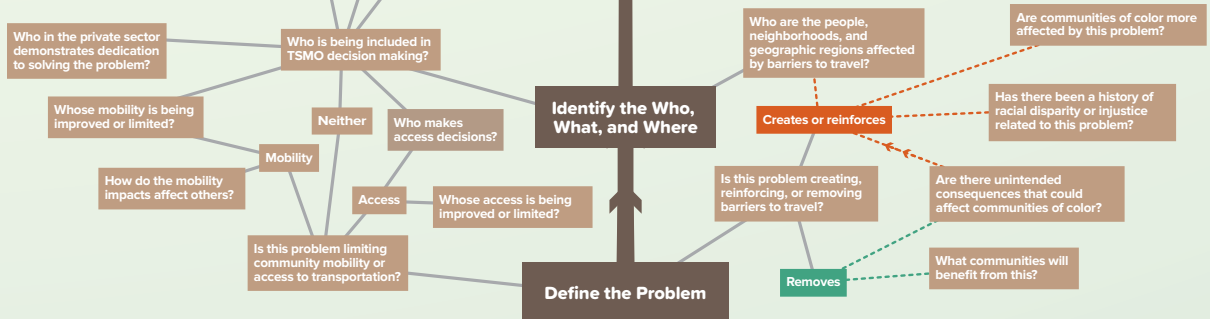 Who in the private sector
demonstrates dedication
to solving the problem?
Who is being included in
TSMO decision making?
Whose mobility is being
improved or limited?
Neither
Who makes
access decisions?
Mobility
How do the mobility
impacts affect others?
Access
Whose access is being
improved or limited?
Is this problem limiting
community mobility or
access to transportation?
Identify the Who,
What, and Where
Define the Problem
Who are the people,
neighborhoods, and
geographic regions affected
by barriers to travel?
Are communities of color more
affected by this problem?
Creates or reinforces
Has there been a history of
racial disparity or injustice
related to this problem?
Is this problem creating,
reinforcing, or removing
barriers to travel?
Are there unintended
consequences that could
affect communities of color?
Removes
What communities will
benefit from this?